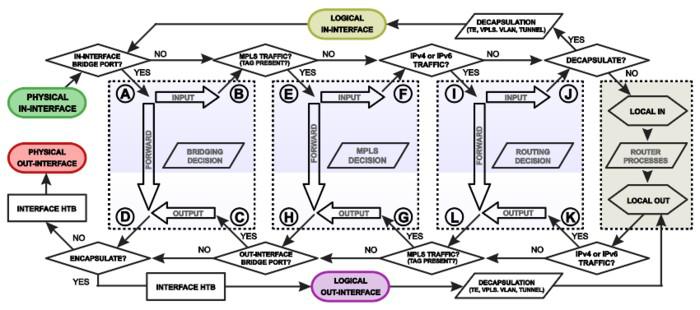 LOGICAL
IN-INTERFACE
DECAPSULATION
(TE, VPLS. VLAN, TUNNEL)
YES
IN-INTERFACE
BRIDGE PORT?
NO
MPLS TRAFFIC?
(TAG PRESENT?)
NO
IPV4 or IPV6
TRAFFIC?
NO
DECAPSULATE?
YES
YES
YES
NO
PHYSICAL
IN-INTERFACE
A
INPUT
B
E
INPUT
F
I
INPUT
J
LOCAL IN
FORWARD
BRIDGING
DECISION
FORWARD
MPLS
DECISION
FORWARD
ROUTING
DECISION
ROUTER
PROCESSES
PHYSICAL
OUT-INTERFACE
INTERFACE HTB
D
OUTPUT
C
H
OUTPUT
G
L
OUTPUT
K
LOCAL OUT
NO
YES
YES
YES
ENCAPSULATE?
NO
OUT-INTERFACE
BRIDGE PORT?
NO
MPLS TRAFFIC?
(TAG PRESENT?)
NO
IPv4 or IPv6
TRAFFIC?
YES
INTERFACE HTB
LOGICAL
OUT-INTERFACE
DECAPSULATION
(TE, VPLS. VLAN, TUNNEL)